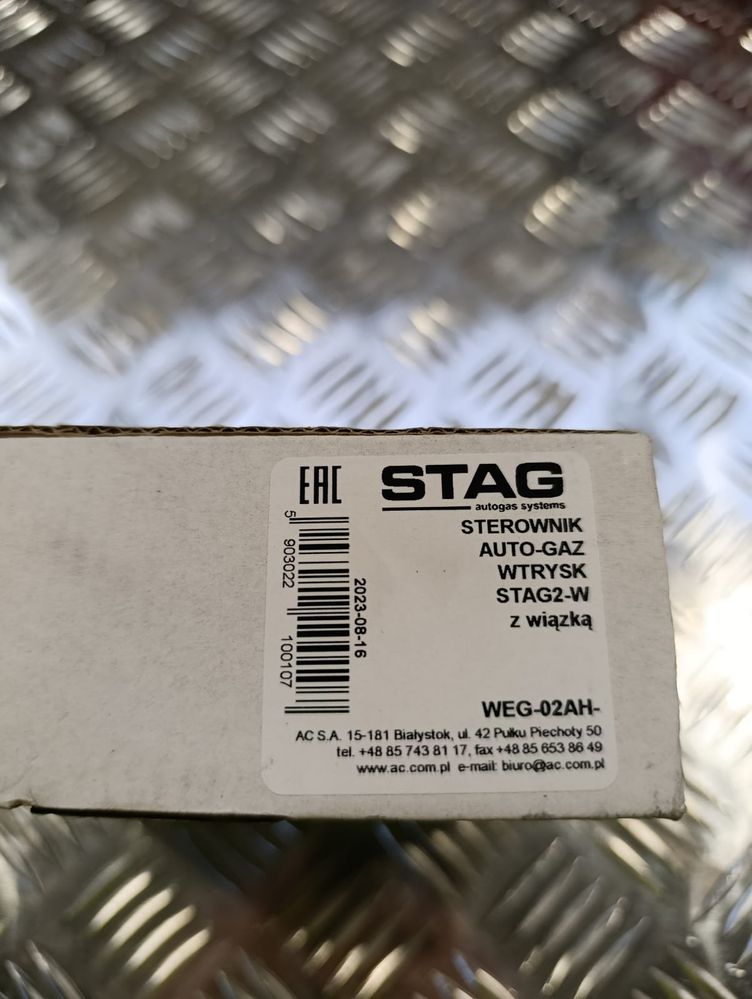 EAC
STAG
autogas systems
STEROWNIK
AUTO-GAZ
WTRYSK
STAG2-W
z wiązką
5 903022 100107
2023-08-16
WEG-02AH-
AC S.A. 15-181 Białystok, ul. 42 Pułku Piechoty 50
tel. +48 85 743 81 17, fax +48 85 653 86 49
www.ac.com.pl e-mail: biuro@ac.com.pl